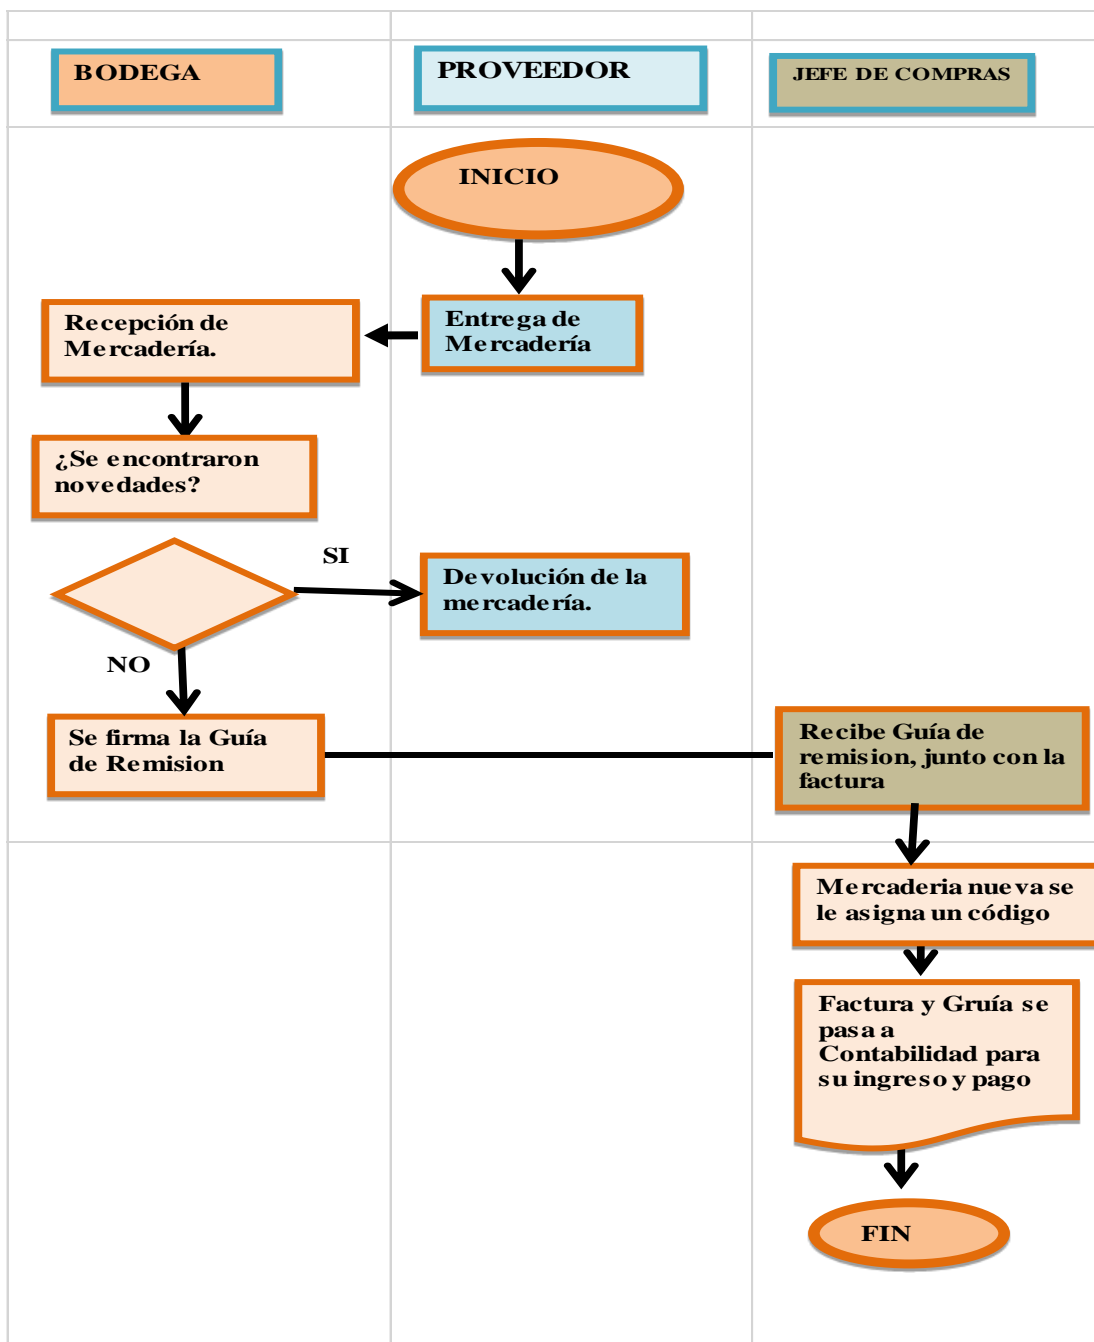 BODEGA
PROVEEDOR
JEFE DE COMPRAS
INICIO
Entrega de
Mercadería
Recepción de
Mercadería.
¿Se encontraron
novedades?
SI
Devolución de la
mercadería.
NO
Se firma la Guía
de Remision
Recibe Guía de
remision, junto con la
factura
Mercaderia nueva se
le asigna un código
Factura y Gruía se
pasa a
Contabilidad para
su ingreso y pago
FIN